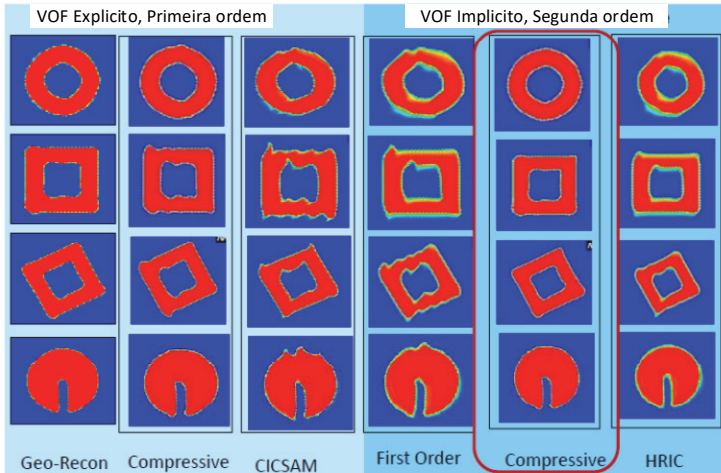 VOF Explicito, Primeira ordem
VOF Implicito, Segunda ordem
Geo-Recon
Compressive
CICSAM
First Order
Compressive
HRIC